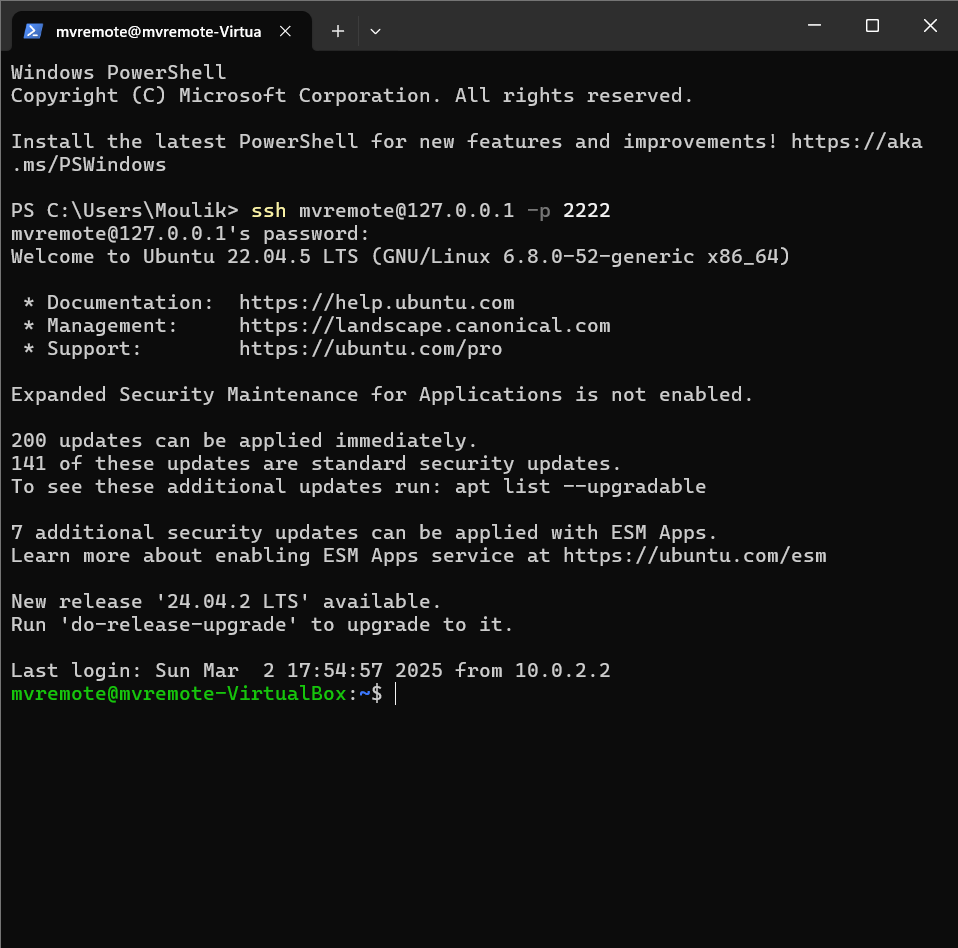 mvremote@mvremote-Virtua
Windows PowerShell
Copyright (C) Microsoft Corporation. All rights reserved.
Install the latest PowerShell for new features and improvements! https://aka
.ms/PSWindows
PS C:\Users\Moulik> ssh mvremote@127.0.0.1 -p 2222
mvremote@127.0.0.1's password:
Welcome to Ubuntu 22.04.5 LTS (GNU/Linux 6.8.0-52-generic x86_64)
* Documentation:  https://help.ubuntu.com
* Management:     https://landscape.canonical.com
* Support:        https://ubuntu.com/pro
Expanded Security Maintenance for Applications is not enabled.
200 updates can be applied immediately.
141 of these updates are standard security updates.
To see these additional updates run: apt list --upgradable
7 additional security updates can be applied with ESM Apps.
Learn more about enabling ESM Apps service at https://ubuntu.com/esm
New release '24.04.2 LTS' available.
Run 'do-release-upgrade' to upgrade to it.
Last login: Sun Mar  2 17:54:57 2025 from 10.0.2.2
mvremote@mvremote-VirtualBox:~$